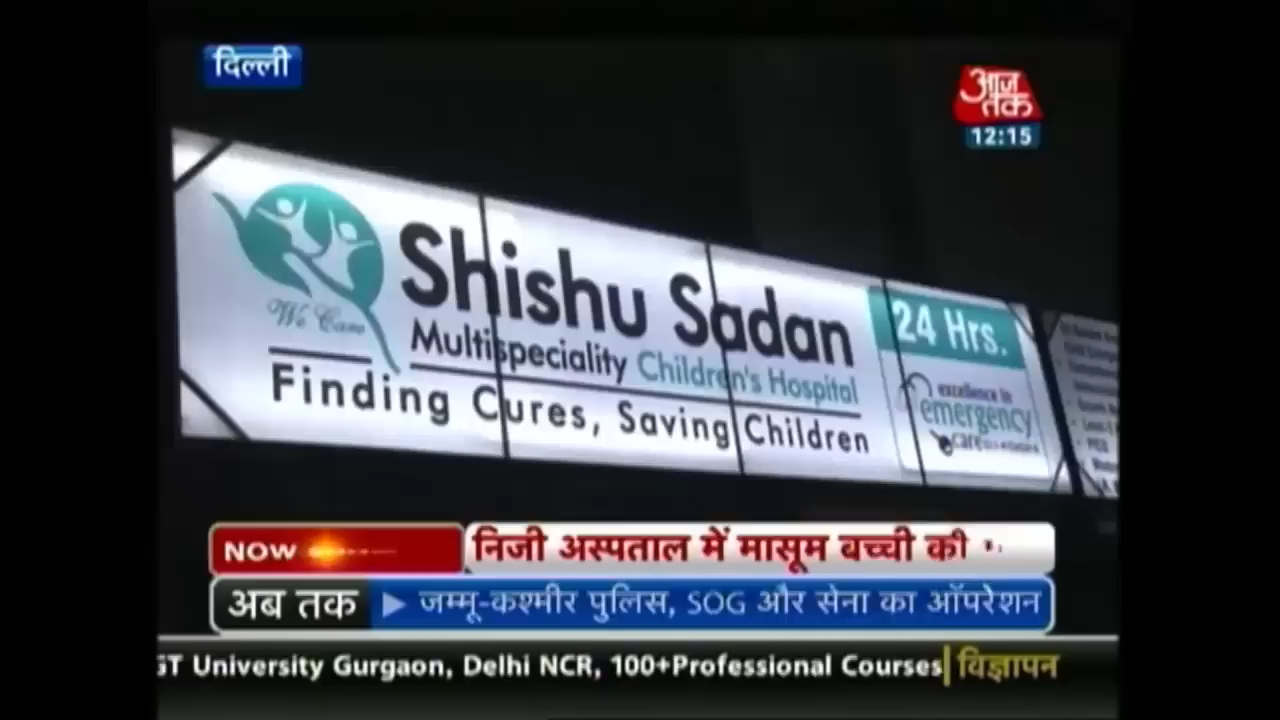 दिल्ली
आज
तक
12:15
We Care
Shishu Sadan
Multispeciality Children's Hospital
Finding Cures, Saving Children
24 Hrs.
excellence in
emergency
care
NOW निजी अस्पताल में मासूम बच्ची की
अब तक जम्मू-कश्मीर पुलिस, SOG और सेना का ऑपरेशन
GT University Gurgaon, Delhi NCR, 100+Professional Courses विज्ञापन